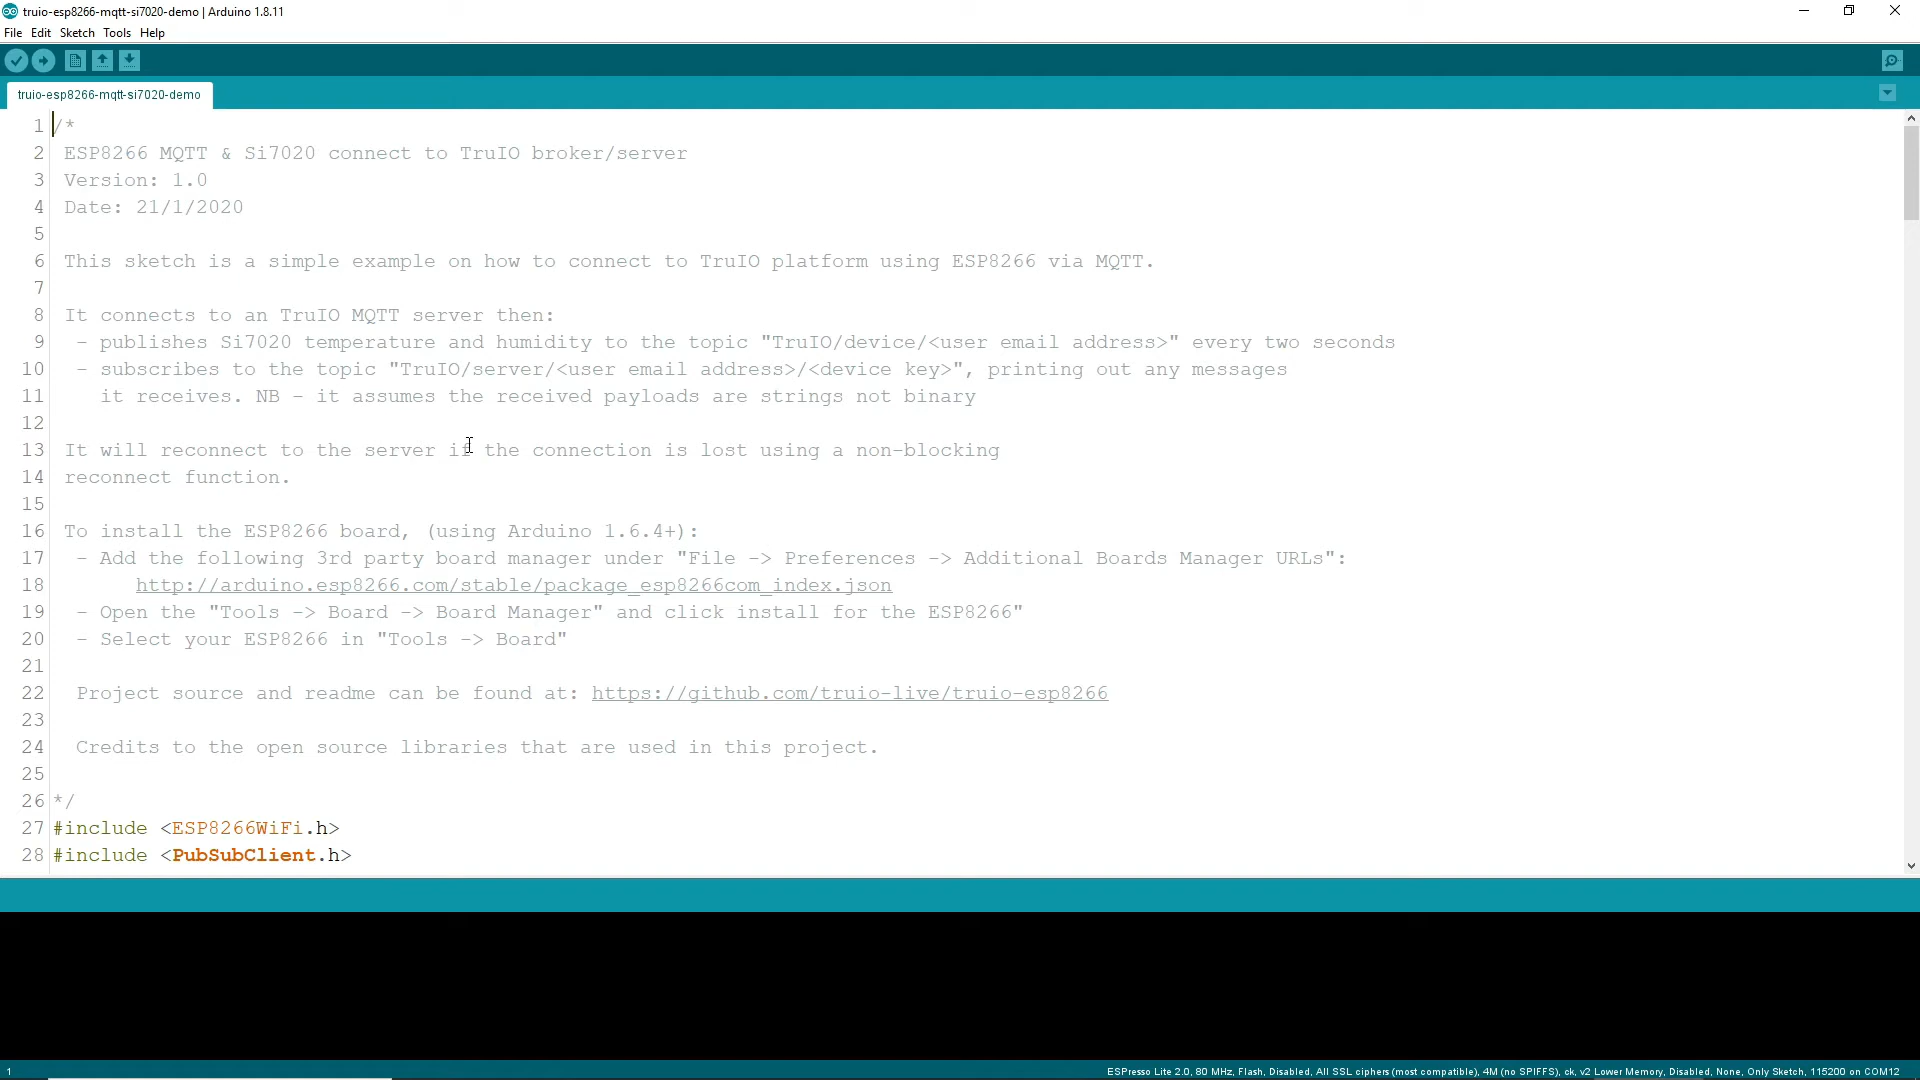 truio-esp8266-mqtt-si7020-demo | Arduino 1.8.11
File Edit Sketch Tools Help
truio-esp8266-mqtt-si7020-demo
1 /*
2 ESP8266 MQTT & Si7020 connect to TruIO broker/server
3 Version: 1.0
4 Date: 21/1/2020
5
6 This sketch is a simple example on how to connect to TruIO platform using ESP8266 via MQTT.
7
8 It connects to an TruIO MQTT server then:
9 - publishes Si7020 temperature and humidity to the topic "TruIO/device/<user email address>" every two seconds
10 - subscribes to the topic "TruIO/server/<user email address>/<device key>", printing out any messages
11 it receives. NB - it assumes the received payloads are strings not binary
12
13 It will reconnect to the server if the connection is lost using a non-blocking
14 reconnect function.
15
16 To install the ESP8266 board, (using Arduino 1.6.4+):
17 - Add the following 3rd party board manager under "File -> Preferences -> Additional Boards Manager URLs":
18 http://arduino.esp8266.com/stable/package_esp8266com_index.json
19 - Open the "Tools -> Board -> Board Manager" and click install for the ESP8266"
20 - Select your ESP8266 in "Tools -> Board"
21
22 Project source and readme can be found at: https://github.com/truio-live/truio-esp8266
23
24 Credits to the open source libraries that are used in this project.
25
26 */
27 #include <ESP8266WiFi.h>
28 #include <PubSubClient.h>
1 ESPresso Lite 2.0, 80 MHz, Flash, Disabled, All SSL ciphers (most compatible), 4M (no SPIFFS), ck, v2 Lower Memory, Disabled, None, Only Sketch, 115200 on COM12